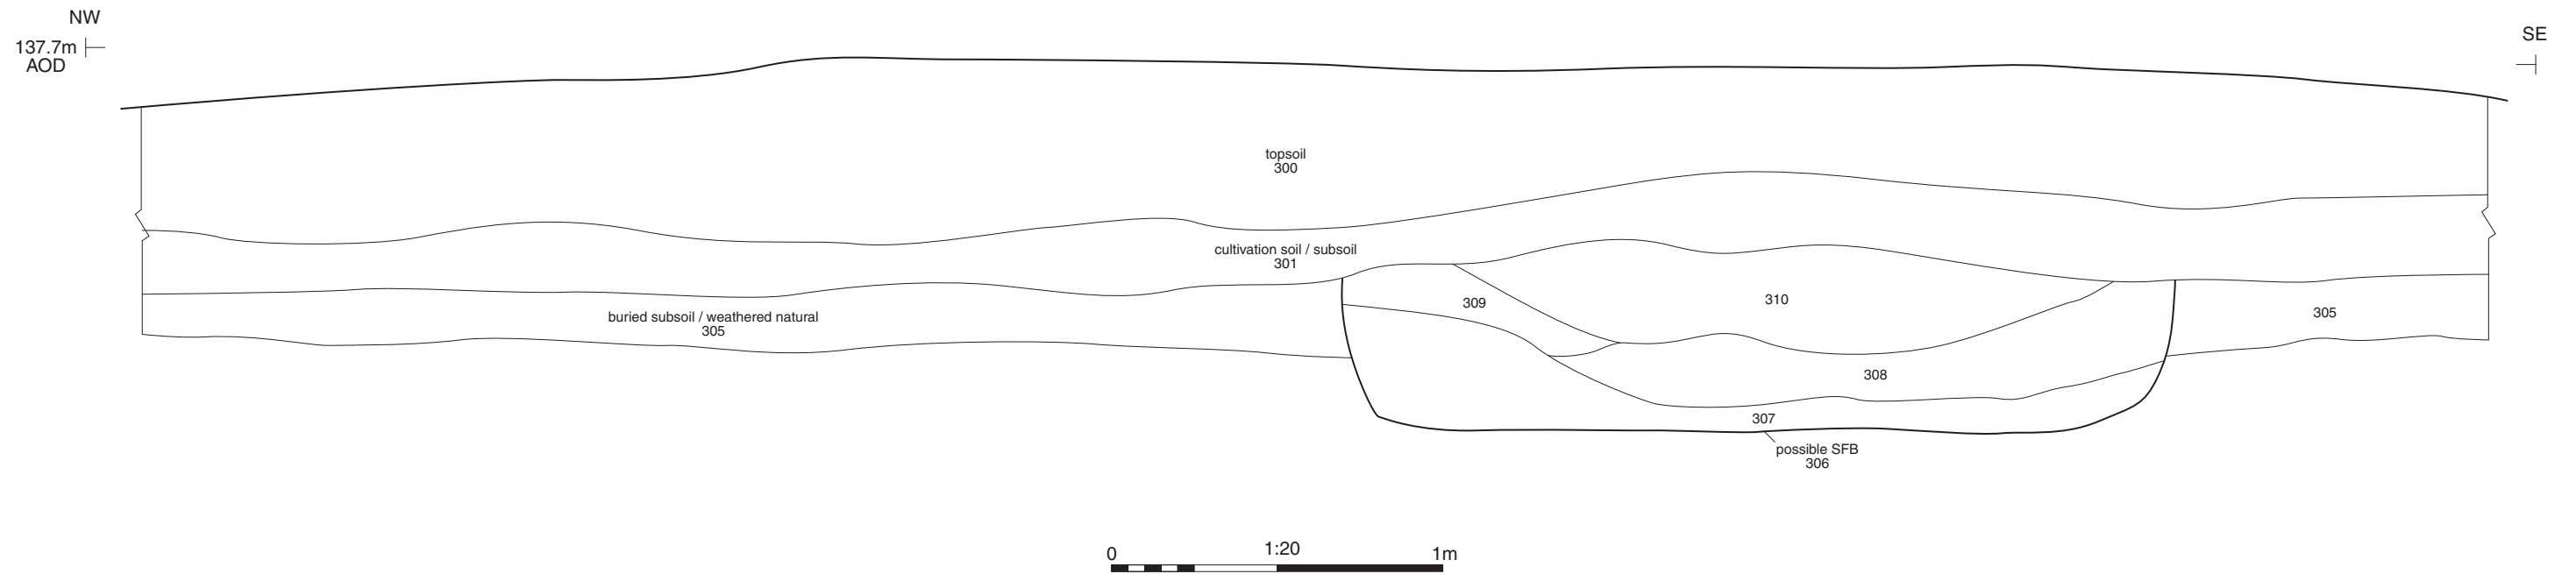 NW
SE
137.7m
AOD
topsoil
300
cultivation soil / subsoil
301
309
310
buried subsoil / weathered natural
305
305
308
307
possible SFB
306
0
1:20
1m